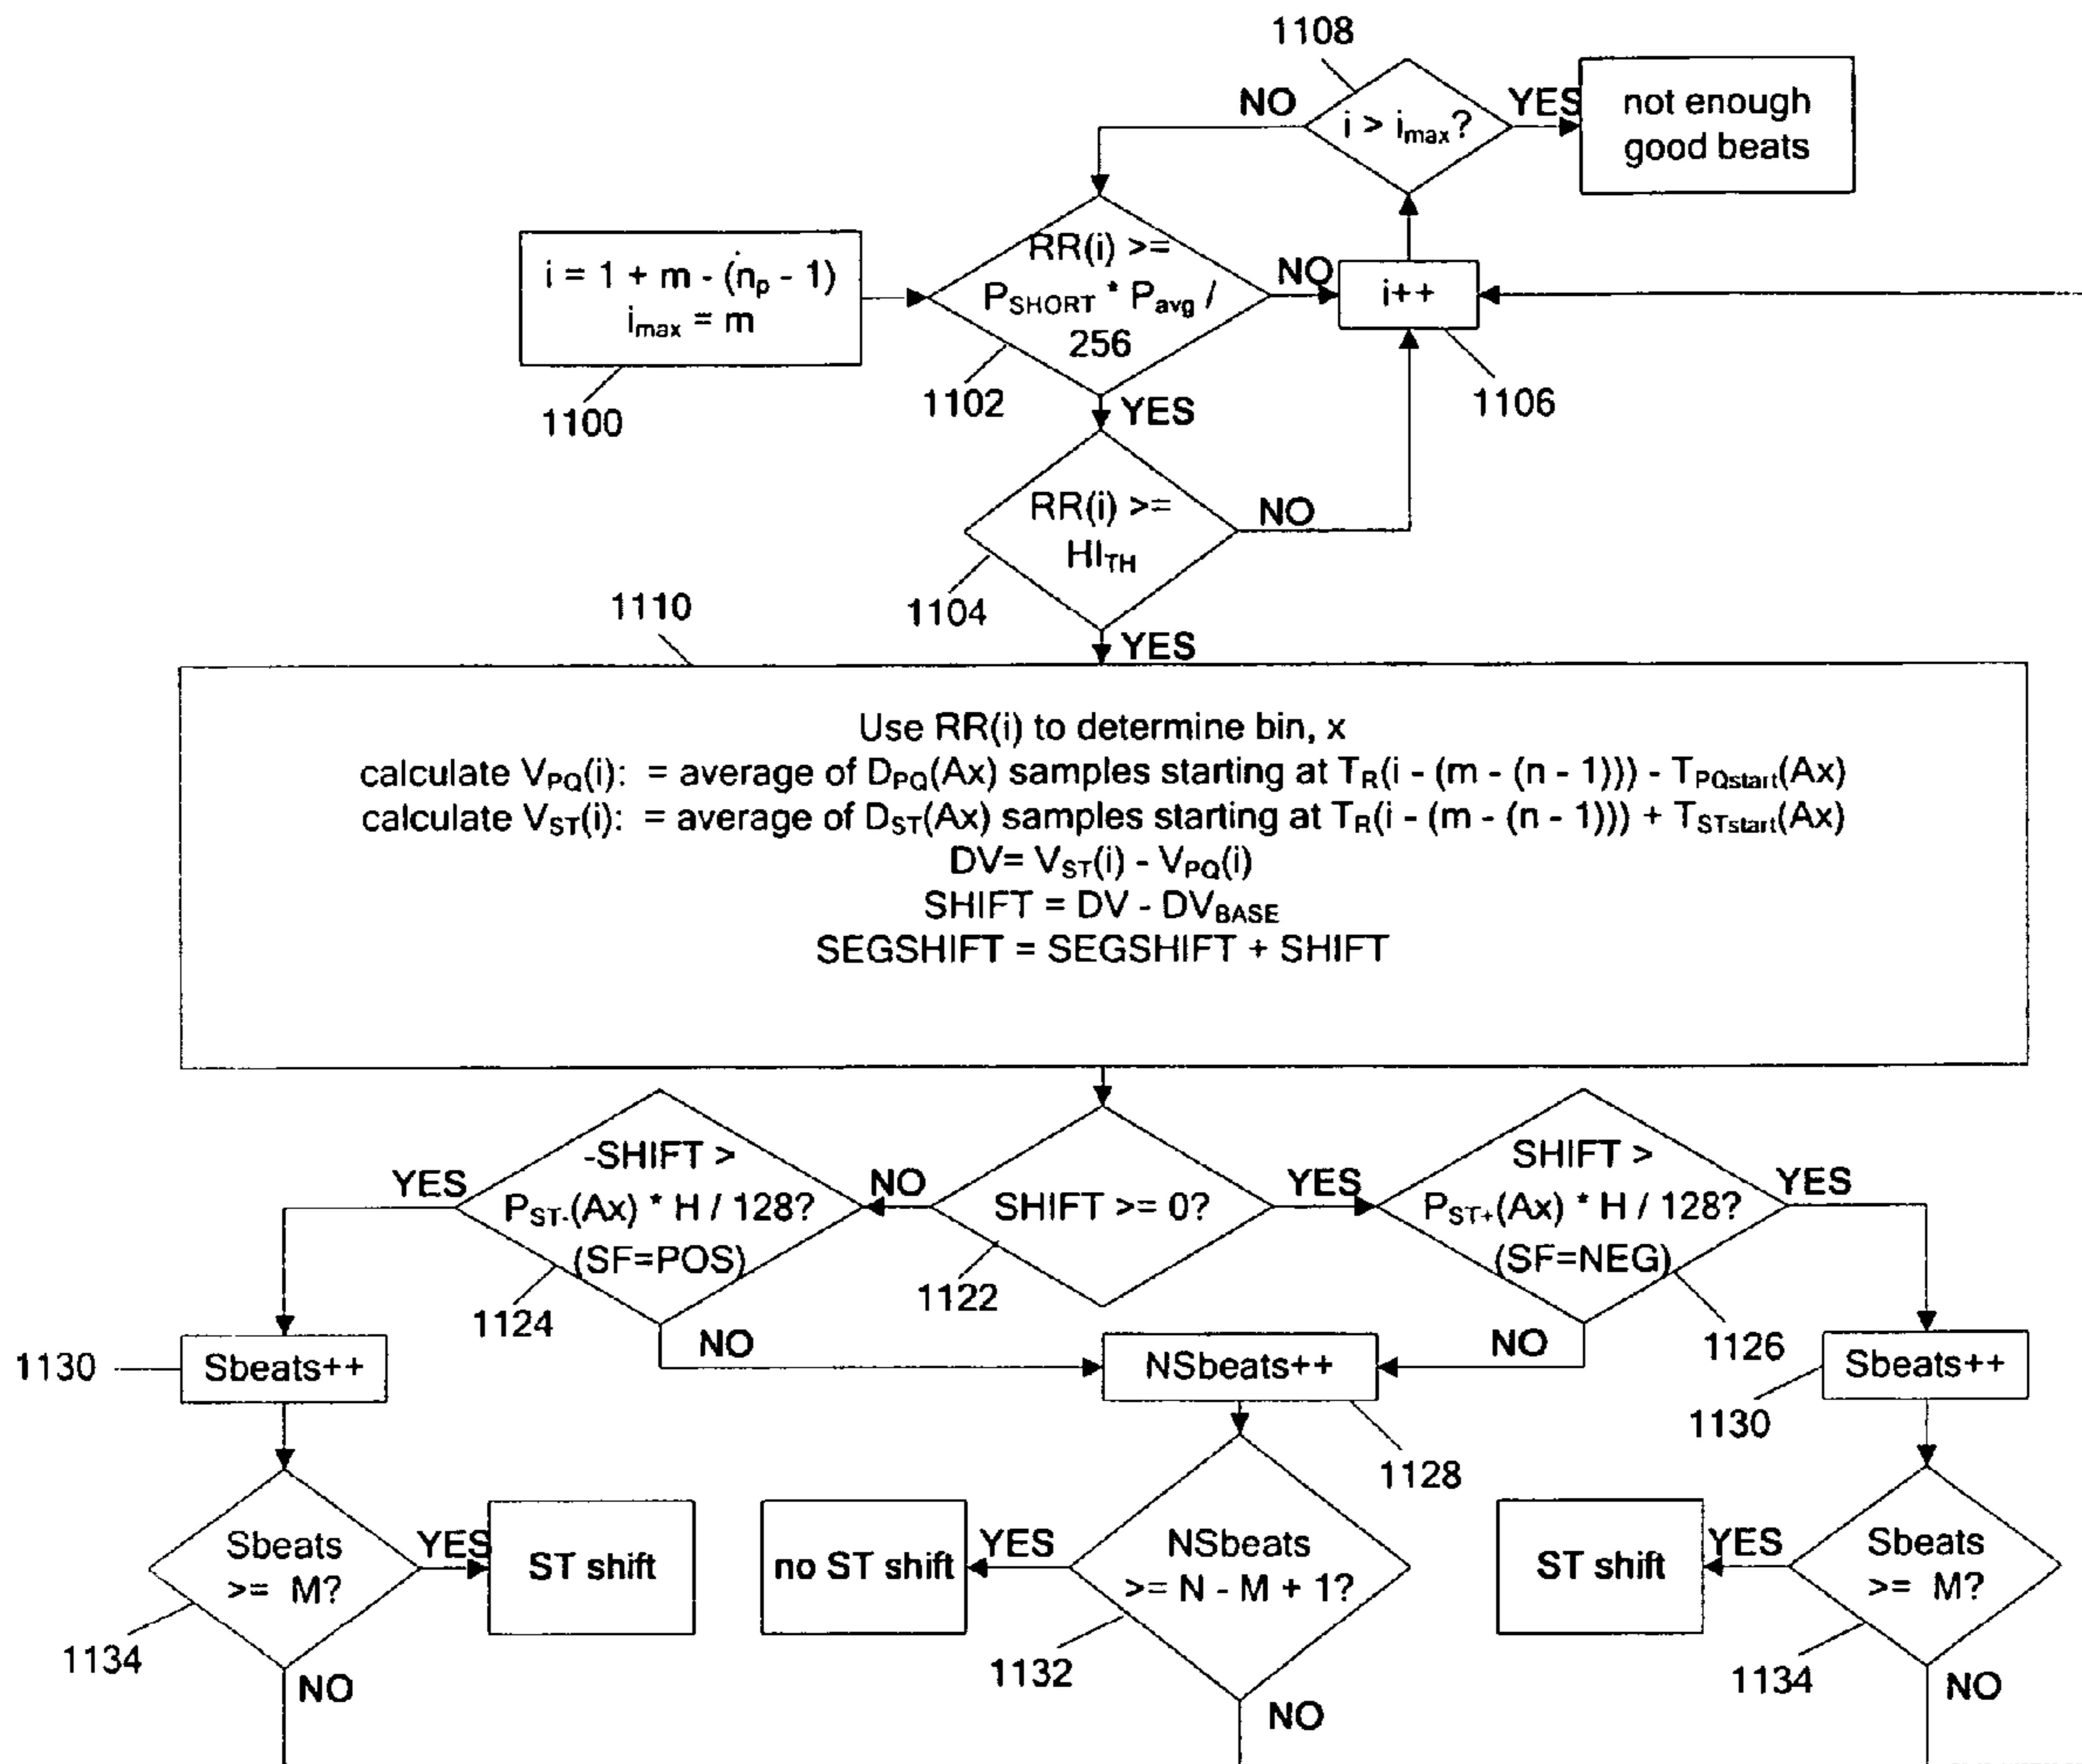 1108
NO
i > imax?
YES
not enough
good beats
i = 1 + m - (np - 1)
imax = m
1100
RR(i) >=
PSHORT * Pavg /
256
1102
NO
i++
1106
YES
RR(i) >=
HITH
NO
1104
YES
1110
Use RR(i) to determine bin, x
calculate VPQ(i): = average of DPQ(Ax) samples starting at TR(i - (m - (n - 1))) - TPQstart(Ax)
calculate VST(i): = average of DST(Ax) samples starting at TR(i - (m - (n - 1))) + TSTstart(Ax)
DV= VST(i) - VPQ(i)
SHIFT = DV - DVBASE
SEGSHIFT = SEGSHIFT + SHIFT
YES
-SHIFT >
PST-(Ax) * H / 128?
(SF=POS)
1124
NO
SHIFT >= 0?
1122
YES
SHIFT >
PST+(Ax) * H / 128?
(SF=NEG)
YES
1126
NO
NO
1130
Sbeats++
NSbeats++
1128
Sbeats++
1130
Sbeats
>= M?
YES
ST shift
1134
NO
no ST shift
YES
NSbeats
>= N - M + 1?
1132
NO
ST shift
YES
Sbeats
>= M?
1134
NO